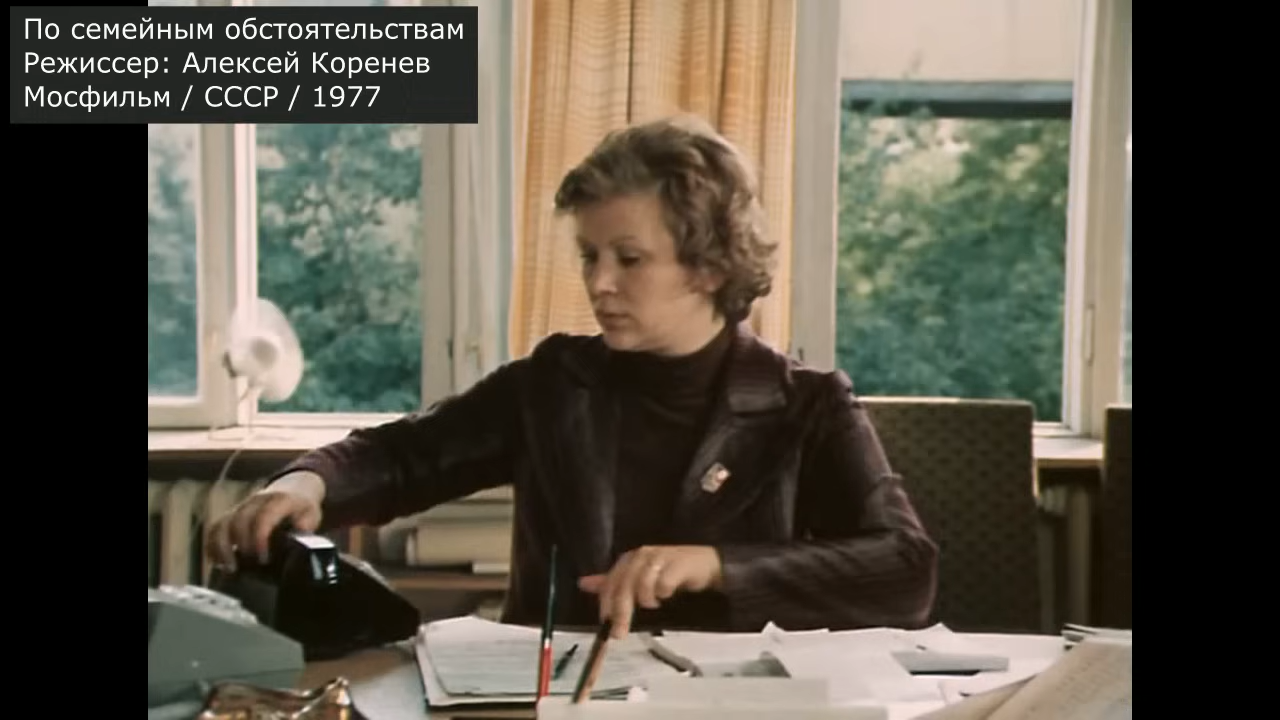 По семейным обстоятельствам
Режиссер: Алексей Коренев
Мосфильм / СССР / 1977